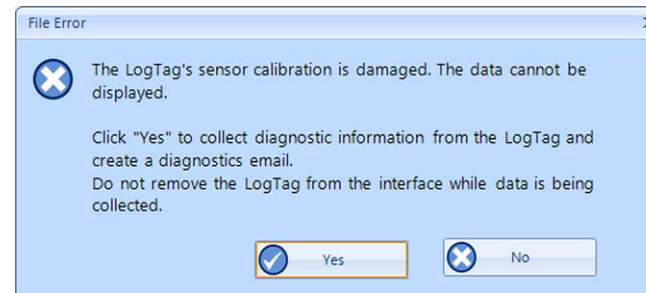 File Error
The LogTag's sensor calibration is damaged. The data cannot be
displayed.
Click "Yes" to collect diagnostic information from the LogTag and
create a diagnostics email.
Do not remove the LogTag from the interface while data is being
collected.
Yes
No